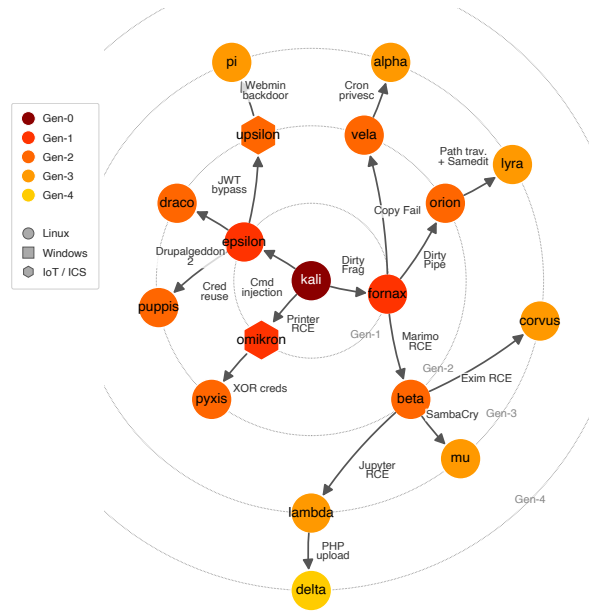 pi
alpha
Webmin
backdoor
Cron
privesc
Gen-0
Gen-1
Gen-2
Gen-3
Gen-4
Linux
Windows
IoT / ICS
upsilon
vela
Path trav.
+ Samedit
lyra
JWT
bypass
draco
Copy Fail
orion
epsilon
Drupalgeddon
2
Dirty
Pipe
Cred
reuse
Cmd
injection
kali
Dirty
Frag
fornax
puppis
Printer
RCE
corvus
omikron
Gen-1
Marimo
RCE
Gen-2
Exim RCE
XOR creds
pyxis
beta
SambaCry
Gen-3
mu
Jupyter
RCE
Gen-4
lambda
PHP
upload
delta